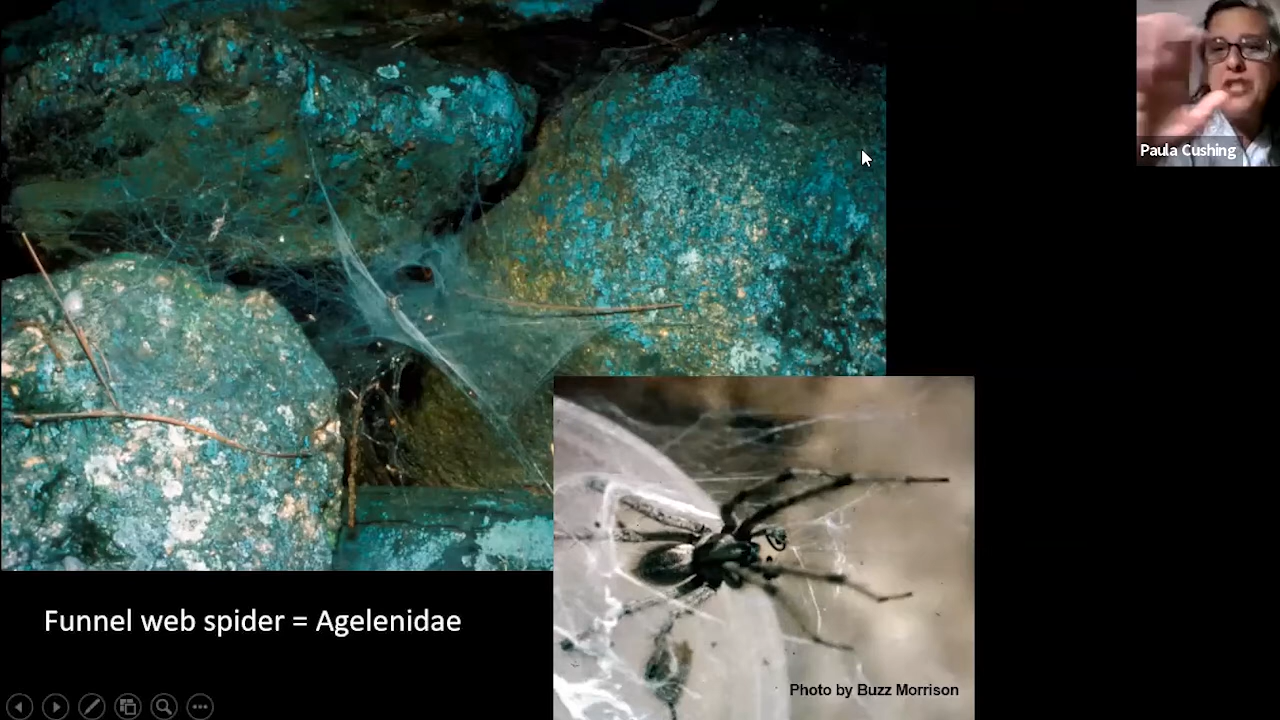 Paula Cushing
Funnel web spider = Agelenidae
Photo by Buzz Morrison